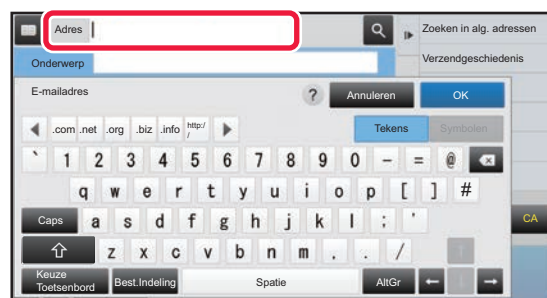 Adres
Zoeken in alg. adressen
Onderwerp
Verzendgeschiedenis
E-mailadres
? Annuleren OK
.com .net .org .biz .info http://
Tekens Symbolen
` 1 2 3 4 5 6 7 8 9 0 - = @
q w e r t y u i o p [ ] #
Caps a s d f g h j k l ; '
CA
z x c v b n m . . /
Keuze Toetsenbord Best.Indeling Spatie AltGr